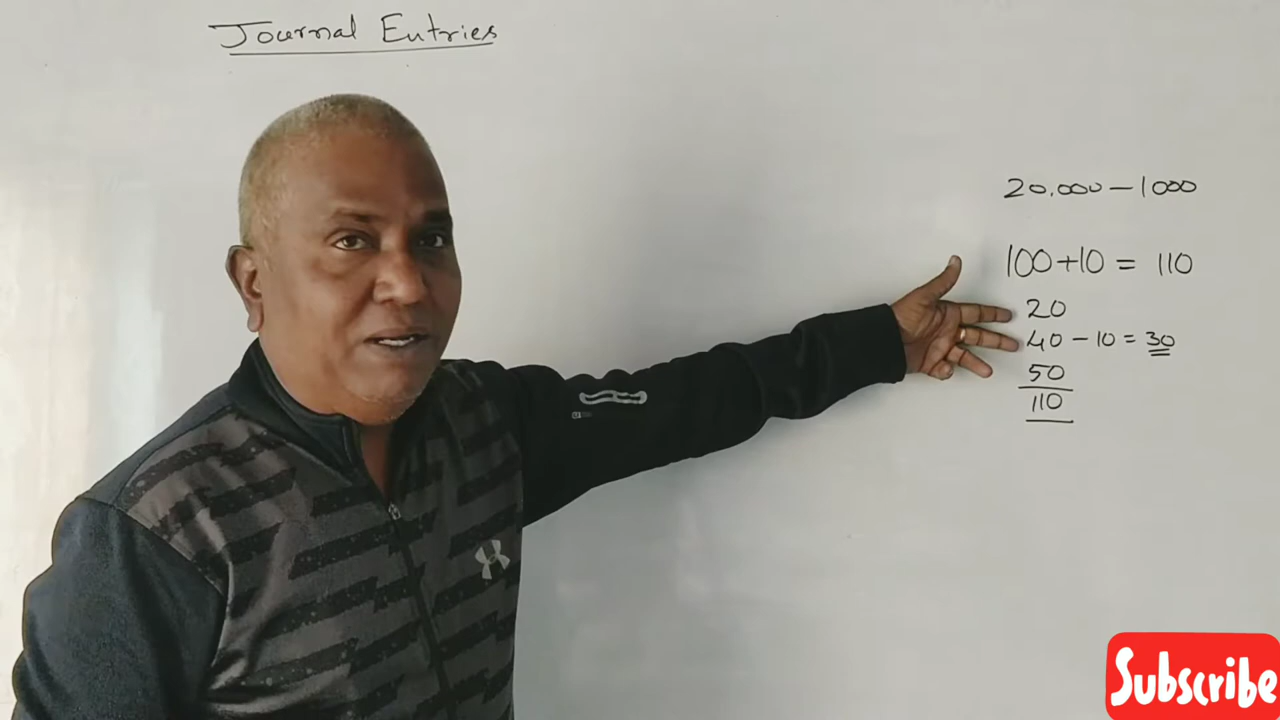 Journal Entries
20,000 – 1000
100 + 10 = 110
20
40 – 10 = 30
50
110
Subscribe